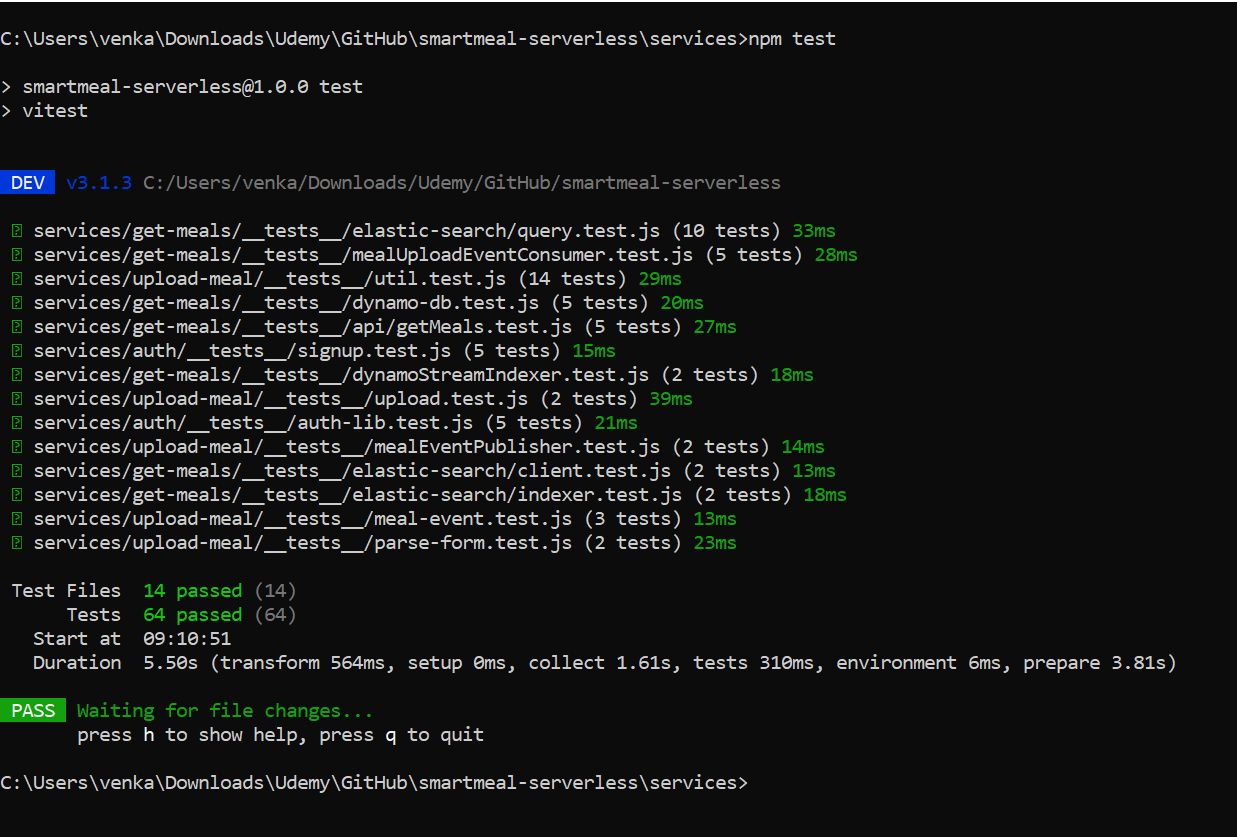 C:\Users\venka\Downloads\Udemy\GitHub\smartmeal-serverless\services>npm test
> smartmeal-serverless@1.0.0 test
> vitest
DEV v3.1.3 C:/Users/venka/Downloads/Udemy/GitHub/smartmeal-serverless
services/get-meals/__tests__/elastic-search/query.test.js (10 tests) 33ms
services/get-meals/__tests__/mealUploadEventConsumer.test.js (5 tests) 28ms
services/upload-meal/__tests__/util.test.js (14 tests) 29ms
services/get-meals/__tests__/dynamo-db.test.js (5 tests) 20ms
services/get-meals/__tests__/api/getMeals.test.js (5 tests) 27ms
services/auth/__tests__/signup.test.js (5 tests) 15ms
services/get-meals/__tests__/dynamoStreamIndexer.test.js (2 tests) 18ms
services/upload-meal/__tests__/upload.test.js (2 tests) 39ms
services/auth/__tests__/auth-lib.test.js (5 tests) 21ms
services/upload-meal/__tests__/mealEventPublisher.test.js (2 tests) 14ms
services/get-meals/__tests__/elastic-search/client.test.js (2 tests) 13ms
services/get-meals/__tests__/elastic-search/indexer.test.js (2 tests) 18ms
services/upload-meal/__tests__/meal-event.test.js (3 tests) 13ms
services/upload-meal/__tests__/parse-form.test.js (2 tests) 23ms
Test Files 14 passed (14)
Tests 64 passed (64)
Start at 09:10:51
Duration 5.50s (transform 564ms, setup 0ms, collect 1.61s, tests 310ms, environment 6ms, prepare 3.81s)
PASS Waiting for file changes...
press h to show help, press q to quit
C:\Users\venka\Downloads\Udemy\GitHub\smartmeal-serverless\services>